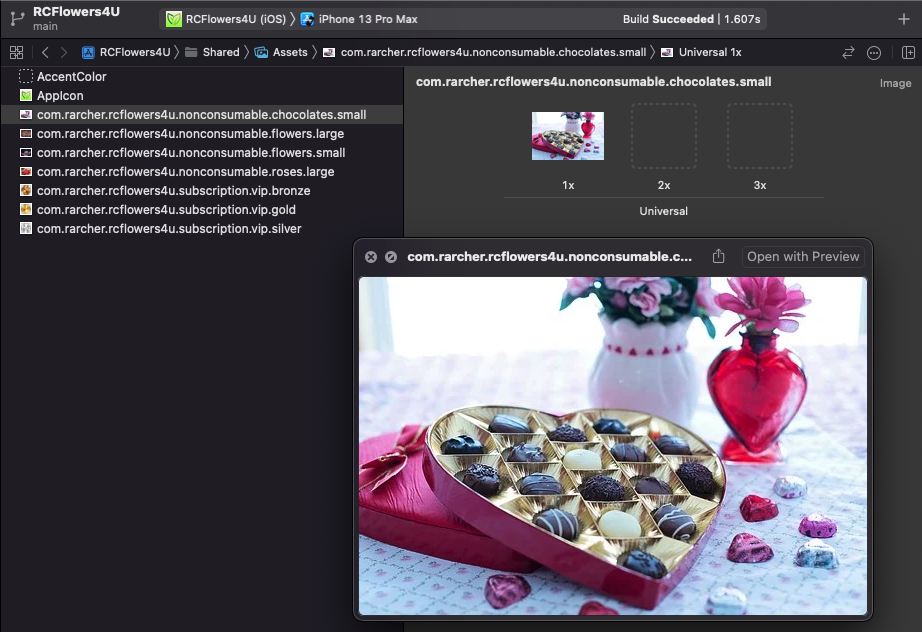 RCFlowers4U
main
RCFlowers4U (iOS) 〉 iPhone 13 Pro Max
Build Succeeded | 1.607s
RCFlowers4U 〉 Shared 〉 Assets 〉 com.rarcher.rcflowers4u.nonconsumable.chocolates.small 〉 Universal 1x
AccentColor
AppIcon
com.rarcher.rcflowers4u.nonconsumable.chocolates.small
com.rarcher.rcflowers4u.nonconsumable.flowers.large
com.rarcher.rcflowers4u.nonconsumable.flowers.small
com.rarcher.rcflowers4u.nonconsumable.roses.large
com.rarcher.rcflowers4u.subscription.vip.bronze
com.rarcher.rcflowers4u.subscription.vip.gold
com.rarcher.rcflowers4u.subscription.vip.silver
com.rarcher.rcflowers4u.nonconsumable.chocolates.small
Image
1x 2x 3x
Universal
com.rarcher.rcflowers4u.nonconsumable.c...
Open with Preview